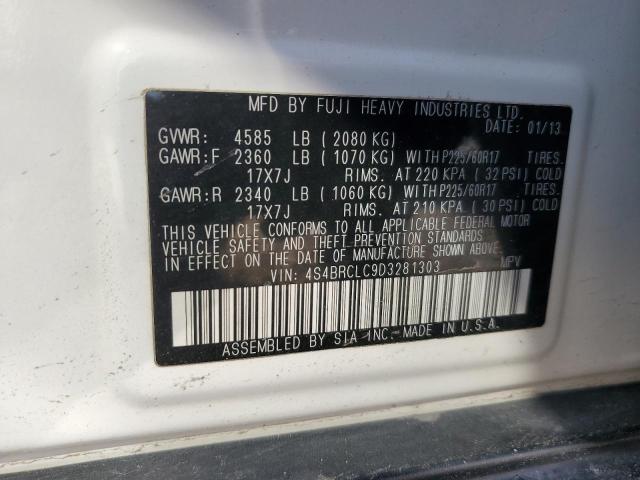 MFD BY FUJI HEAVY INDUSTRIES LTD.
DATE: 01/13
GVWR: 4585 LB ( 2080 KG)
GAWR:F 2360 LB ( 1070 KG) WITH P225/60R17 TIRES.
17X7J RIMS. AT 220 KPA ( 32 PSI) COLD
GAWR:R 2340 LB ( 1060 KG) WITH P225/60R17 TIRES.
17X7J RIMS. AT 210 KPA ( 30 PSI) COLD
THIS VEHICLE CONFORMS TO ALL APPLICABLE FEDERAL MOTOR
VEHICLE SAFETY AND THEFT PREVENTION STANDARDS
IN EFFECT ON THE DATE OF MANUFACTURE SHOWN ABOVE.
VIN: 4S4BRCLC9D3281303 MPV
ASSEMBLED BY SIA INC.-MADE IN U.S.A.